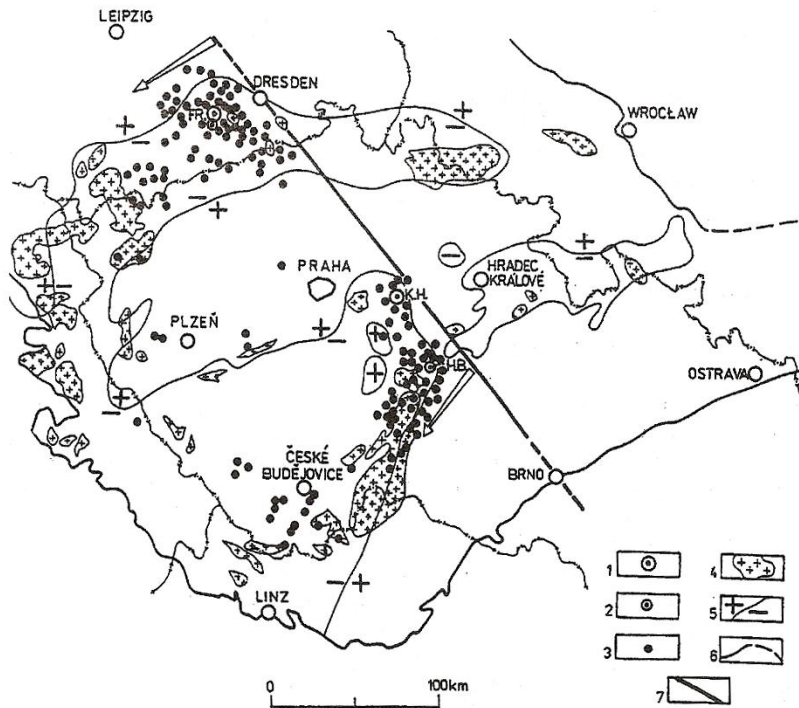 LEIPZIG
DRESDEN
FR.
WROCŁAW
PRAHA
HRADEC
KRÁLOVÉ
K.H.
PLZEŇ
H.B.
OSTRAVA
ČESKÉ
BUDĚJOVICE
BRNO
LINZ
1
4
2
5
3
6
7
0 100km